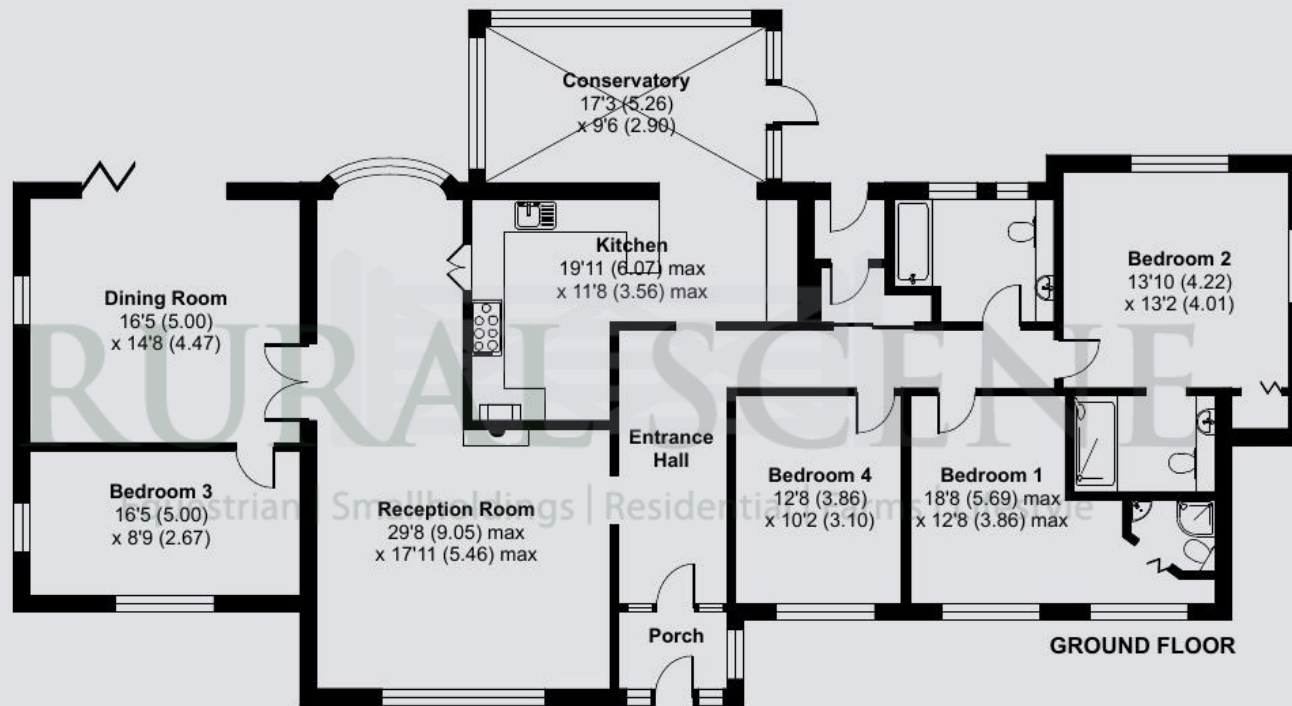 Conservatory
17'3 (5.26)
x 9'6 (2.90)
Kitchen
19'11 (6.07) max
x 11'8 (3.56) max
Bedroom 2
13'10 (4.22)
x 13'2 (4.01)
Dining Room
16'5 (5.00)
x 14'8 (4.47)
RURAL SCENE
Equestrian | Smallholdings | Residential | Farms | Lifestyle
Entrance
Hall
Bedroom 3
16'5 (5.00)
x 8'9 (2.67)
Reception Room
29'8 (9.05) max
x 17'11 (5.46) max
Bedroom 4
12'8 (3.86)
x 10'2 (3.10)
Bedroom 1
18'8 (5.69) max
x 12'8 (3.86) max
Porch
GROUND FLOOR